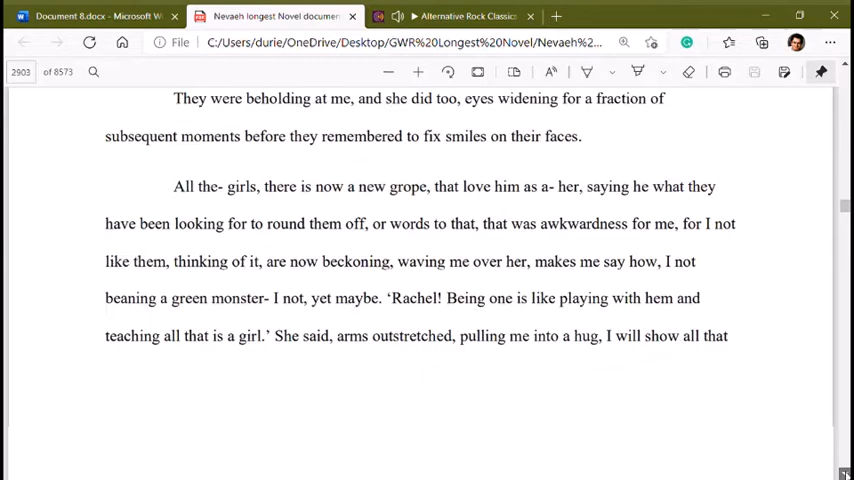 Document 8.docx - Microsoft W
Nevaeh longest Novel documen
Alternative Rock Classics
File
C:/Users/durie/OneDrive/Desktop/GWR%20Longest%20Novel/Nevaeh%2...
2903 of 8573
They were beholding at me, and she did too, eyes widening for a fraction of
subsequent moments before they remembered to fix smiles on their faces.
All the- girls, there is now a new grope, that love him as a- her, saying he what they
have been looking for to round them off, or words to that, that was awkwardness for me, for I not
like them, thinking of it, are now beckoning, waving me over her, makes me say how, I not
beaning a green monster- I not, yet maybe. ‘Rachel! Being one is like playing with hem and
teaching all that is a girl.’ She said, arms outstretched, pulling me into a hug, I will show all that